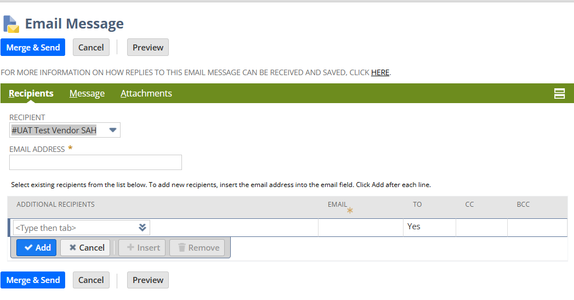 Email Message
Merge & Send Cancel Preview
FOR MORE INFORMATION ON HOW REPLIES TO THIS EMAIL MESSAGE CAN BE RECEIVED AND SAVED, CLICK HERE.
Recipients Message Attachments
RECIPIENT
#UAT Test Vendor SAH
EMAIL ADDRESS *
Select existing recipients from the list below. To add new recipients, insert the email address into the email field. Click Add after each line.
ADDITIONAL RECIPIENTS EMAIL * TO CC BCC
<Type then tab> Yes
Add Cancel Insert Remove
Merge & Send Cancel Preview